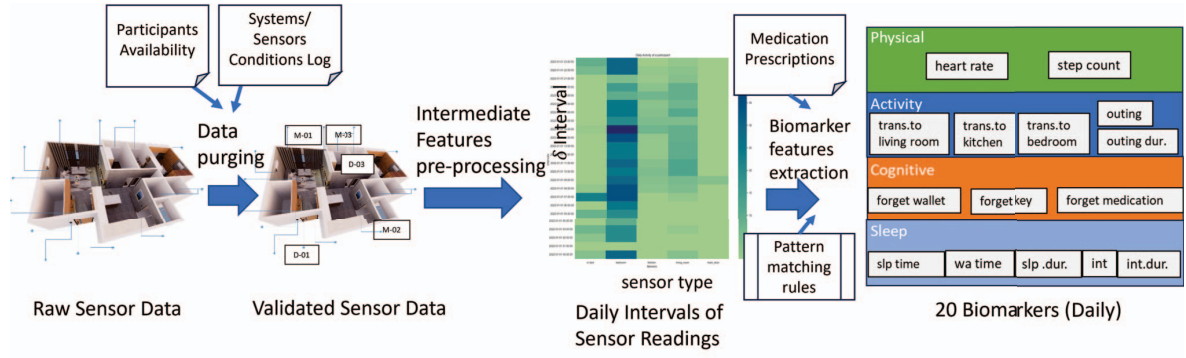 Participants
Availability
Systems/
Sensors
Conditions Log
Data
purging
M-01
M-03
D-03
M-02
D-01
Raw Sensor Data
Validated Sensor Data
Intermediate
Features
pre-processing
δ Interval
sensor type
Daily Intervals of
Sensor Readings
Medication
Prescriptions
Biomarker
features
extraction
Pattern
matching
rules
Physical
heart rate
step count
Activity
trans.to
living room
trans.to
kitchen
trans.to
bedroom
outing
outing dur.
Cognitive
forget wallet
forget key
forget medication
Sleep
slp time
wa time
slp .dur.
int
int.dur.
20 Biomarkers (Daily)